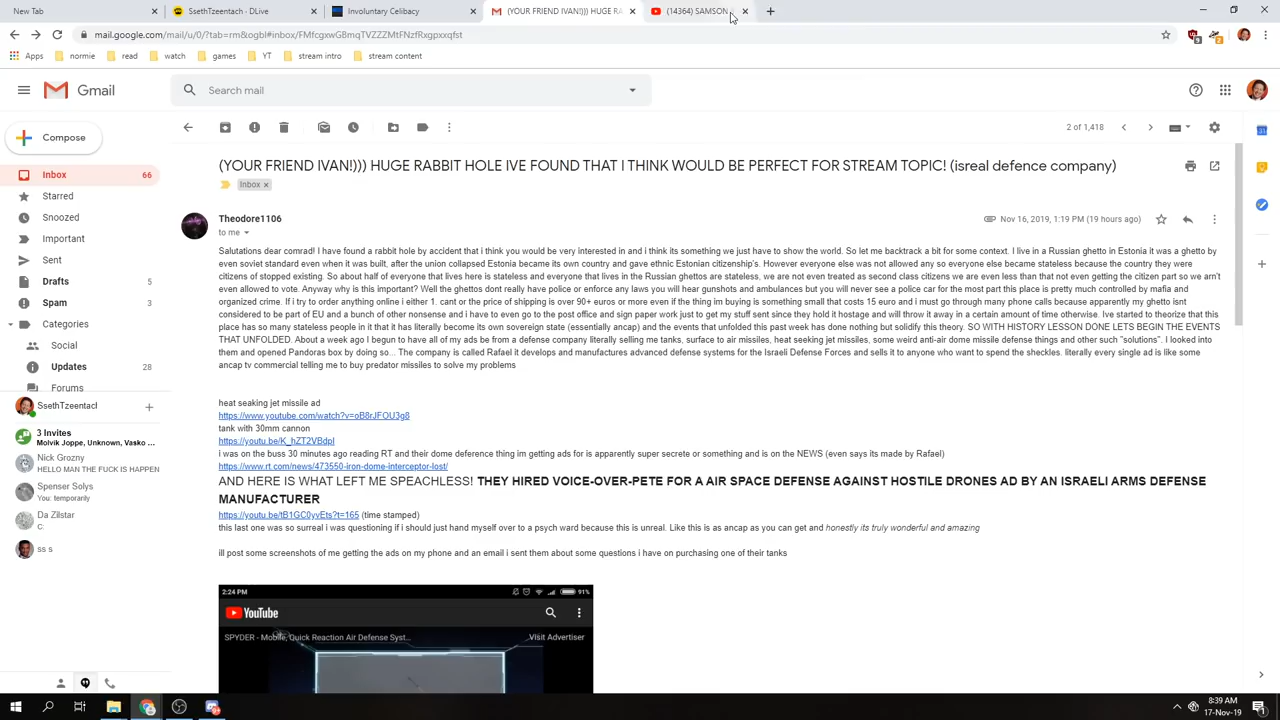 New Tab
SsethTzeentach - DLive
Involuntary Celibacy
(YOUR FRIEND IVAN!))) HUGE RA
(14364) SAMSON
mail.google.com/mail/u/0/?tab=rm&ogbl#inbox/
Apps normie read watch games YT stream intro stream content
Gmail
Search mail
Compose
2 of 1,418
Inbox 66
Starred
Snoozed
Important
Sent
Drafts 5
Spam 3
Categories
Social
Updates 28
Forums
SsethTzeentacl
3 Invites
Molvik Joppe, Unknown, Vasko ...
Nick Grozny
HELLO MAN THE FUCK IS HAPPEN
Spenser Solys
You: temporarily
Da Zilstar
C:
ss s
(YOUR FRIEND IVAN!))) HUGE RABBIT HOLE IVE FOUND THAT I THINK WOULD BE PERFECT FOR STREAM TOPIC! (isreal defence company)
Inbox x
Theodore1106
Nov 16, 2019, 1:19 PM (19 hours ago)
to me
Salutations dear comrad! I have found a rabbit hole by accident that i think you would be very interested in and i think its something we just have to show the world. So let me backtrack a bit for some context. I live in a Russian ghetto in Estonia it was a ghetto by
even soviet standard even when it was built, after the union collapsed Estonia became its own country and gave ethnic Estonian citizenship's. However everyone else wasn't allowed any so everyone else became stateless because the country they were
citizens of stopped existing. So about half of everyone that lives here is stateless and everyone that lives in the Russian ghettos are stateless, we are not even treated as second class citizens we are even less than that not even getting the citizen part so we arn't
even allowed to vote. Anyway why is this important? Well the ghettos dont really have police or enforce any laws you will hear gunshots and ambulances but you will never see a police car for the most part this place is pretty much controlled by mafia and
organized crime. If i try to order anything online i either 1. cant or the price of shipping is over 90+ euros or more even if the thing im buying is something small that costs 15 euro and i must go through many phone calls because apparently my ghetto isnt
considered to be part of EU and a bunch of other nonsense and i have to even go to the post office and sign paper work just to get my stuff sent since they hold it hostage and will throw it away in a certain amount of time otherwise. Ive started to theorize that this
place has so many stateless people in it that it has literally become its own sovereign state (essentially ancap) and the events that unfolded this past week has done nothing but solidify this theory. SO WITH HISTORY LESSON DONE LETS BEGIN THE EVENTS
THAT UNFOLDED. About a week ago I begun to have all of my ads be from a defense company literally selling me tanks, surface to air missiles, heat seeking jet missiles, some weird anti-air dome missile defense things and other such "solutions". I looked into
them and opened Pandoras box by doing so... The company is called Rafael it develops and manufactures advanced defense systems for the Israeli Defense Forces and sells it to anyone who want to spend the sheckles. literally every single ad is like some
ancap tv commercial telling me to buy predator missiles to solve my problems
heat seaking jet missile ad
https://www.youtube.com/watch?v=oB8rJFOU3g8
tank with 30mm cannon
https://youtu.be/K_hZT2VBdpI
i was on the buss 30 minutes ago reading RT and their dome deference thing im getting ads for is apparently super secrete or something and is on the NEWS (even says its made by Rafael)
https://www.rt.com/news/473550-iron-dome-interceptor-lost/
AND HERE IS WHAT LEFT ME SPEACHLESS! THEY HIRED VOICE-OVER-PETE FOR A AIR SPACE DEFENSE AGAINST HOSTILE DRONES AD BY AN ISRAELI ARMS DEFENSE
MANUFACTURER
https://youtu.be/tB1GC0yvEts?t=165 (time stamped)
this last one was so surreal i was questioning if i should just hand myself over to a psych ward because this is unreal. Like this is as ancap as you can get and honestly its truly wonderful and amazing
ill post some screenshots of me getting the ads on my phone and an email i sent them about some questions i have on purchasing one of their tanks
2:24 PM 91%
YouTube
SPYDER - Mobile, Quick Reaction Air Defense Syst...
Visit Advertiser
8:39 AM
17-Nov-19